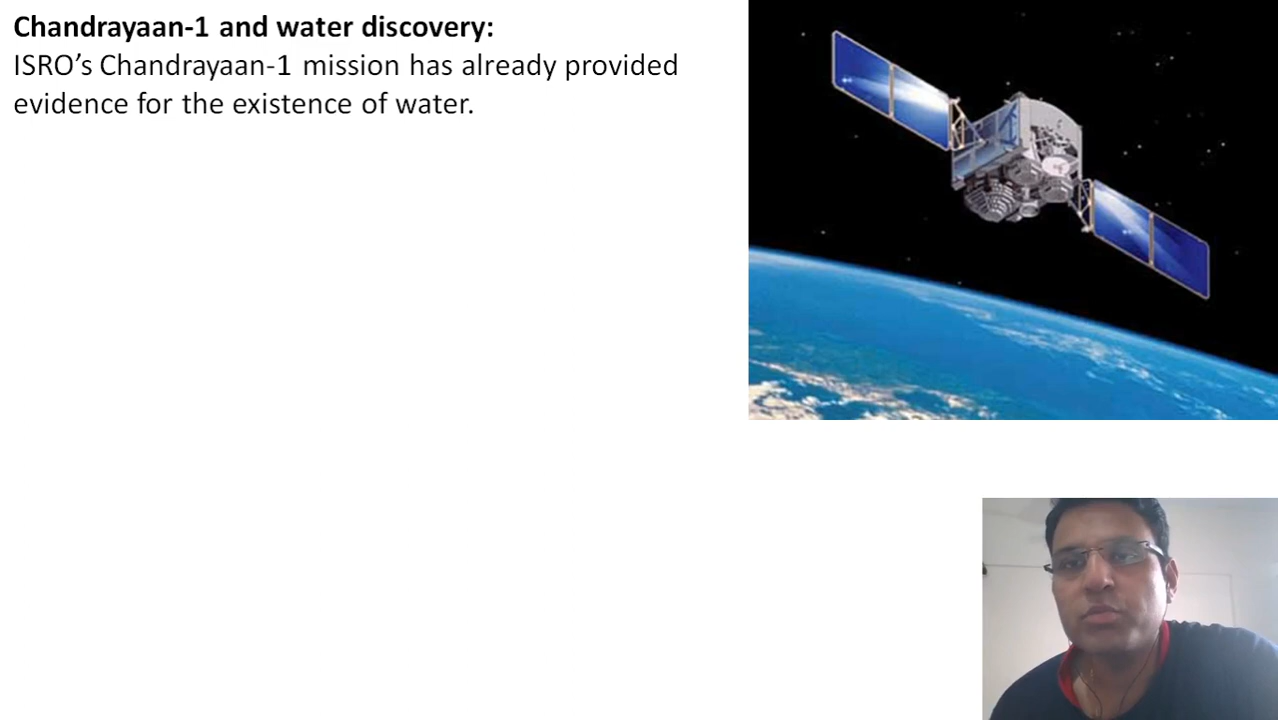 Chandrayaan-1 and water discovery:
ISRO’s Chandrayaan-1 mission has already provided
evidence for the existence of water.